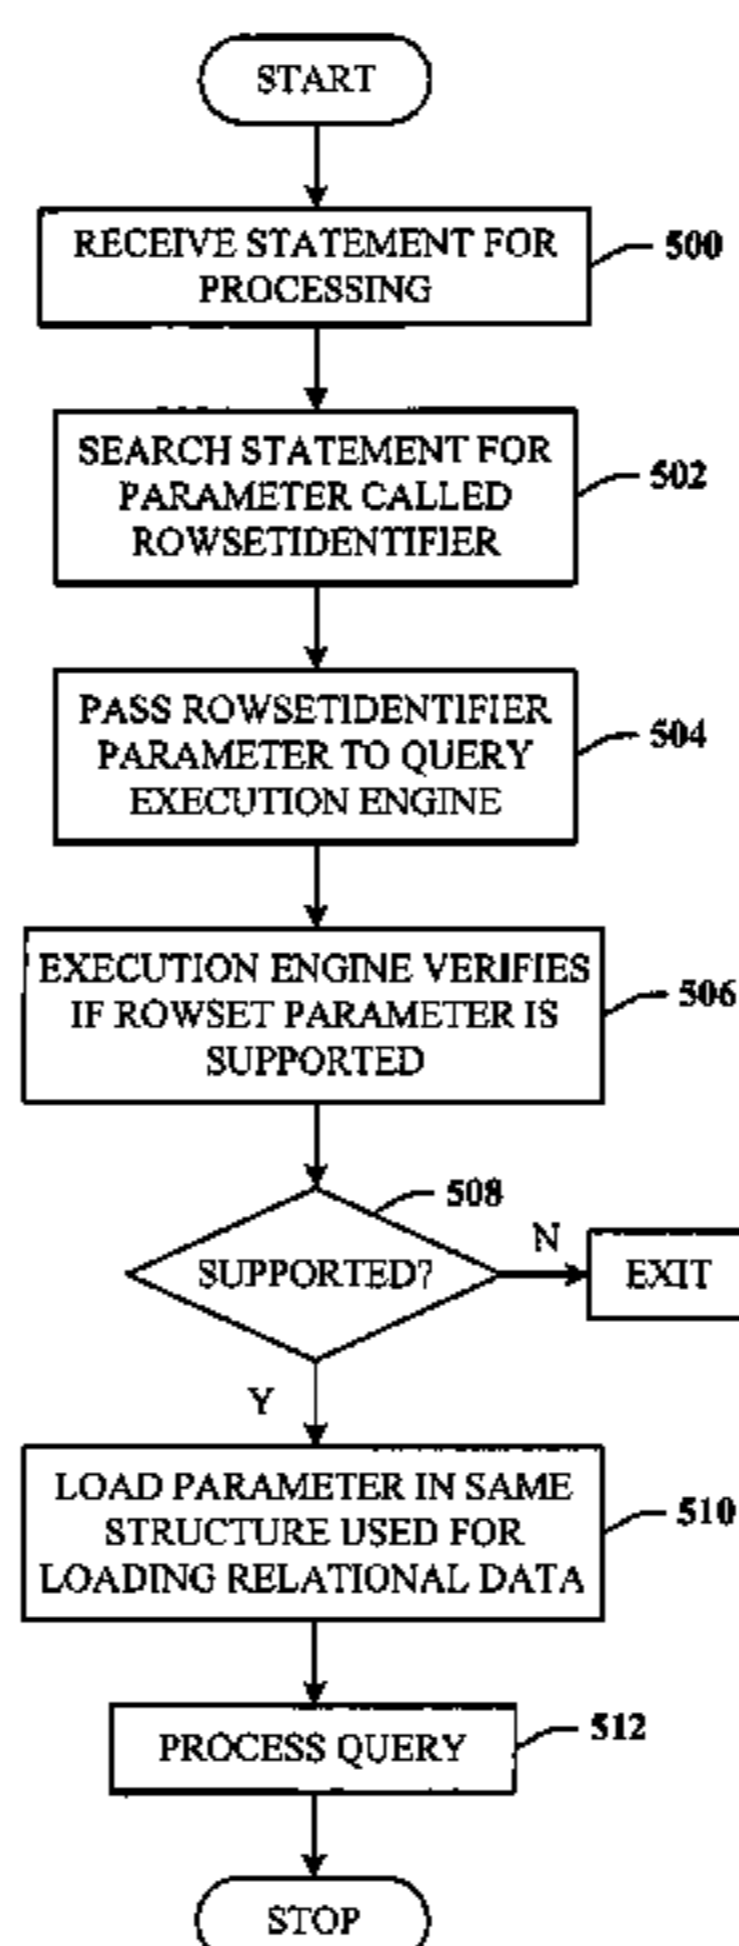 START
RECEIVE STATEMENT FOR
PROCESSING
500
SEARCH STATEMENT FOR
PARAMETER CALLED
ROWSETIDENTIFIER
502
PASS ROWSETIDENTIFIER
PARAMETER TO QUERY
EXECUTION ENGINE
504
EXECUTION ENGINE VERIFIES
IF ROWSET PARAMETER IS
SUPPORTED
506
508
SUPPORTED?
N
EXIT
Y
LOAD PARAMETER IN SAME
STRUCTURE USED FOR
LOADING RELATIONAL DATA
510
PROCESS QUERY
512
STOP